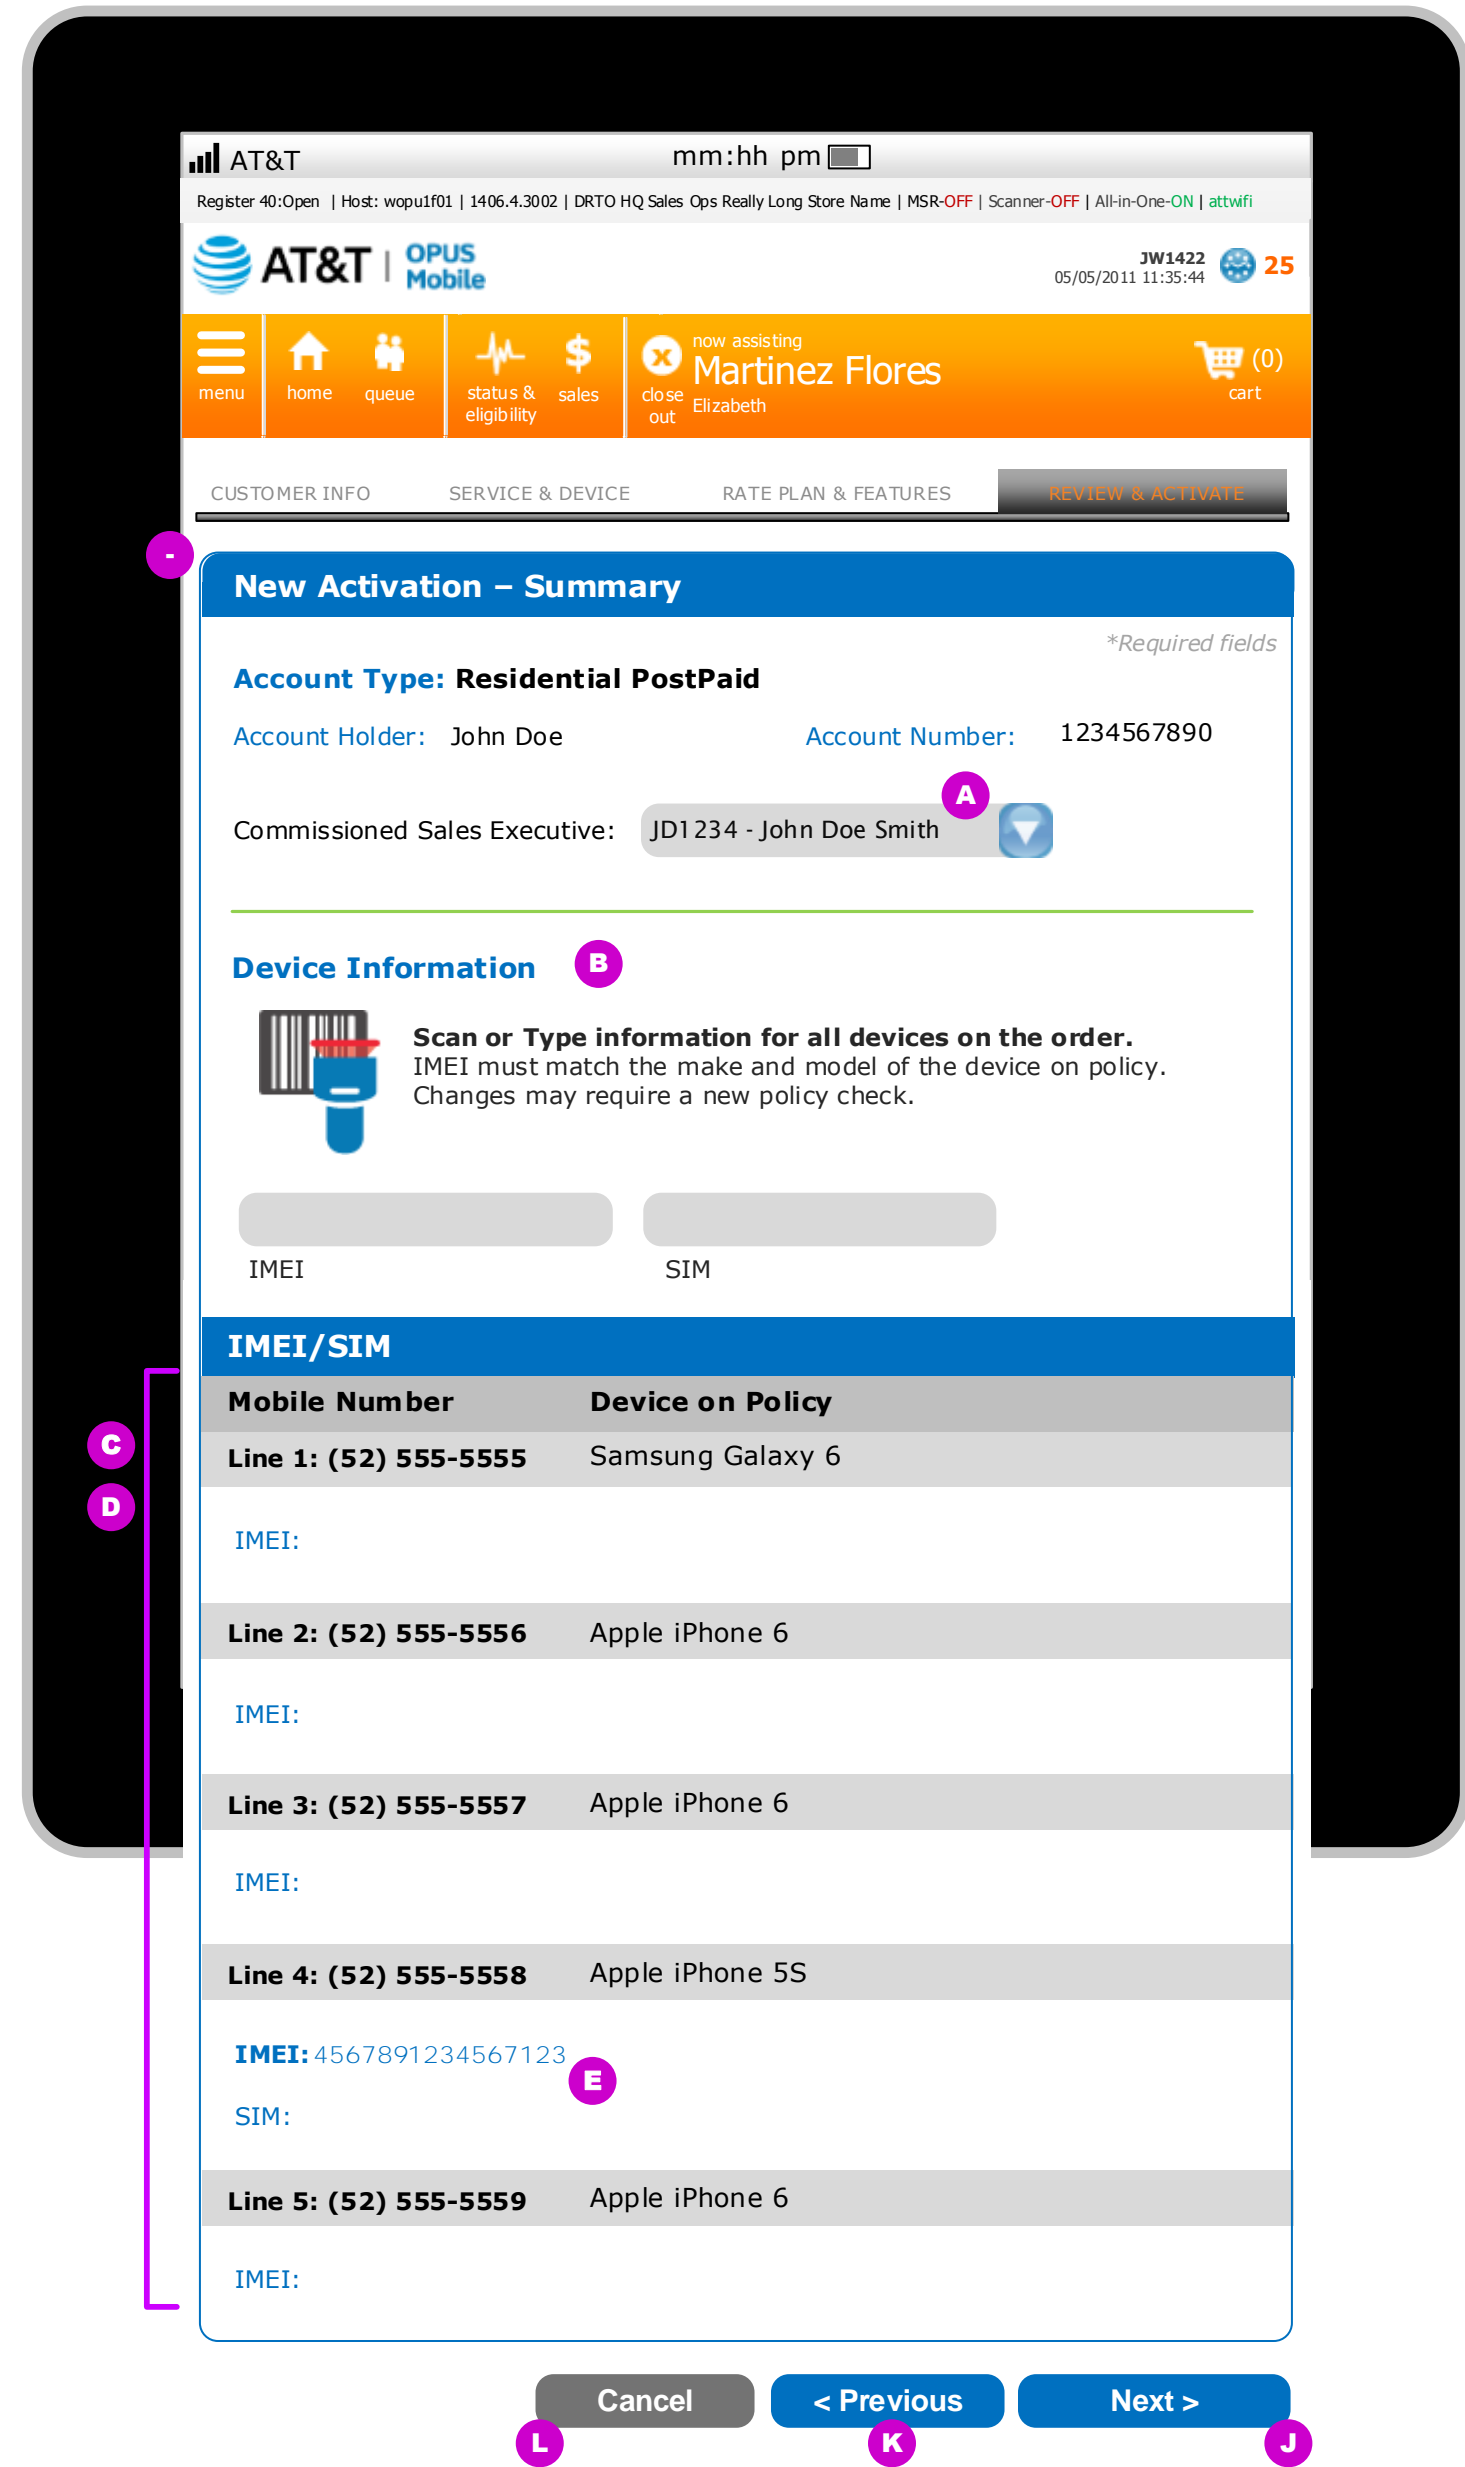 AT&T mm:hh pm
Register 40:Open | Host: wopu1f01 | 1406.4.3002 | DRTO HQ Sales Ops Really Long Store Name | MSR-OFF | Scanner-OFF | All-in-One-ON | attwifi
AT&T | OPUS Mobile
JW1422
05/05/2011 11:35:44
25
menu
home
queue
status & eligibility
$
sales
x
close out
now assisting
Martinez Flores
Elizabeth
(0)
cart
CUSTOMER INFO SERVICE & DEVICE RATE PLAN & FEATURES REVIEW & ACTIVATE
-
New Activation – Summary
*Required fields
Account Type: Residential PostPaid
Account Holder: John Doe Account Number: 1234567890
A
Commissioned Sales Executive: JD1234 - John Doe Smith
Device Information B
Scan or Type information for all devices on the order.
IMEI must match the make and model of the device on policy.
Changes may require a new policy check.
IMEI SIM
IMEI/SIM
Mobile Number Device on Policy
C
Line 1: (52) 555-5555 Samsung Galaxy 6
D
IMEI:
Line 2: (52) 555-5556 Apple iPhone 6
IMEI:
Line 3: (52) 555-5557 Apple iPhone 6
IMEI:
Line 4: (52) 555-5558 Apple iPhone 5S
IMEI: 4567891234567123
E
SIM:
Line 5: (52) 555-5559 Apple iPhone 6
IMEI:
Cancel < Previous Next >
L K J